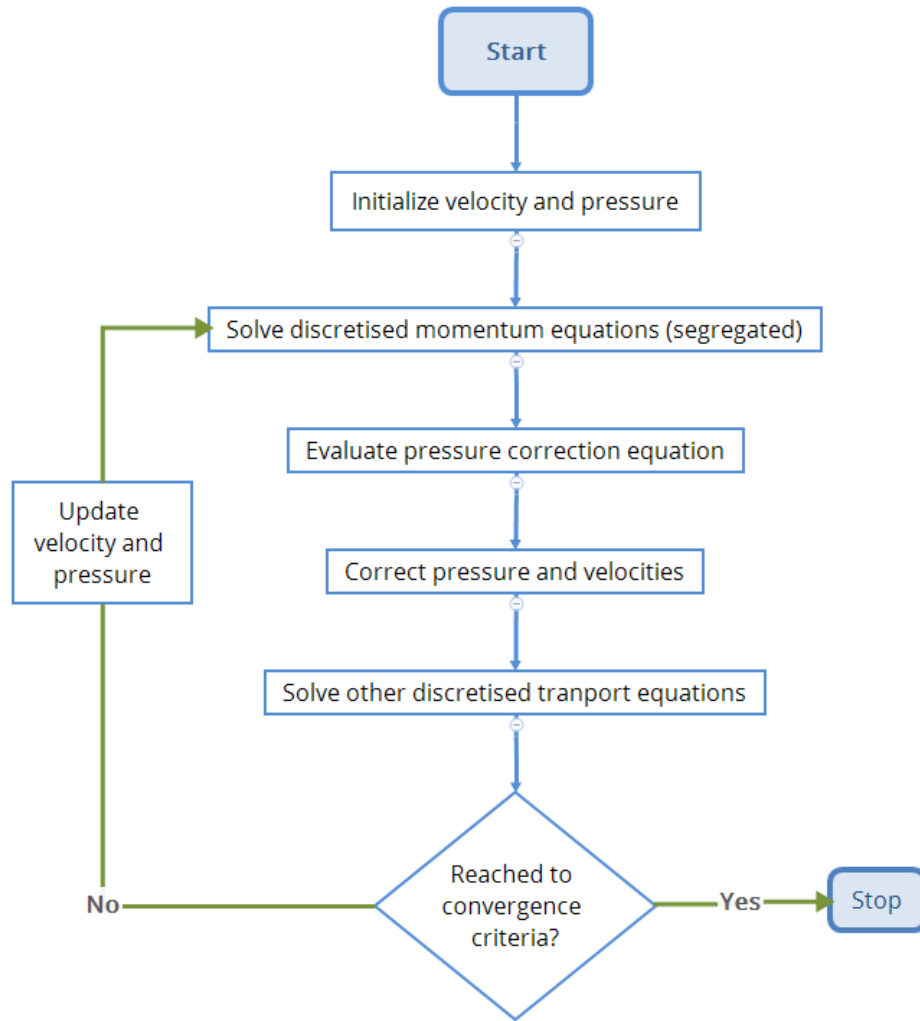 Start
Initialize velocity and pressure
Solve discretised momentum equations (segregated)
Evaluate pressure correction equation
Update
velocity and
pressure
Correct pressure and velocities
Solve other discretised tranport equations
Reached to
convergence
criteria?
No
Yes
Stop